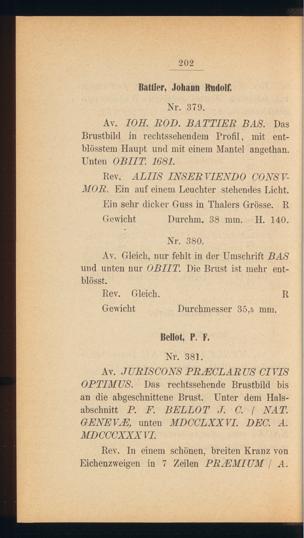 202
Battier, Johann Rudolf.
Nr. 379.
Av. IOH. ROD. BATTIER BAS. Das
Brustbild in rechtssehendem Profil, mit ent-
blösstem Haupt und mit einem Mantel angethan.
Unten OBIIT. 1681.
Rev. ALIIS INSERVIENDO CONSV-
MOR. Ein auf einem Leuchter stehendes Licht.
Ein sehr dicker Guss in Thalers Grösse. R
Gewicht Durchm. 38 mm. H. 140.
Nr. 380.
Av. Gleich, nur fehlt in der Umschrift BAS
und unten nur OBIIT. Die Brust ist mehr ent-
blösst.
Rev. Gleich. R
Gewicht Durchmesser 35,5 mm.
Bellot, P. F.
Nr. 381.
Av. JURISCONS PRÆCLARUS CIVIS
OPTIMUS. Das rechtssehende Brustbild bis
an die abgeschnittene Brust. Unter dem Hals-
abschnitt P. F. BELLOT J. C. / NAT.
GENEVÆ, unten MDCCLXXVI. DEC. A.
MDCCCXXXVI.
Rev. In einem schönen, breiten Kranz von
Eichenzweigen in 7 Zeilen PRÆMIUM / A.